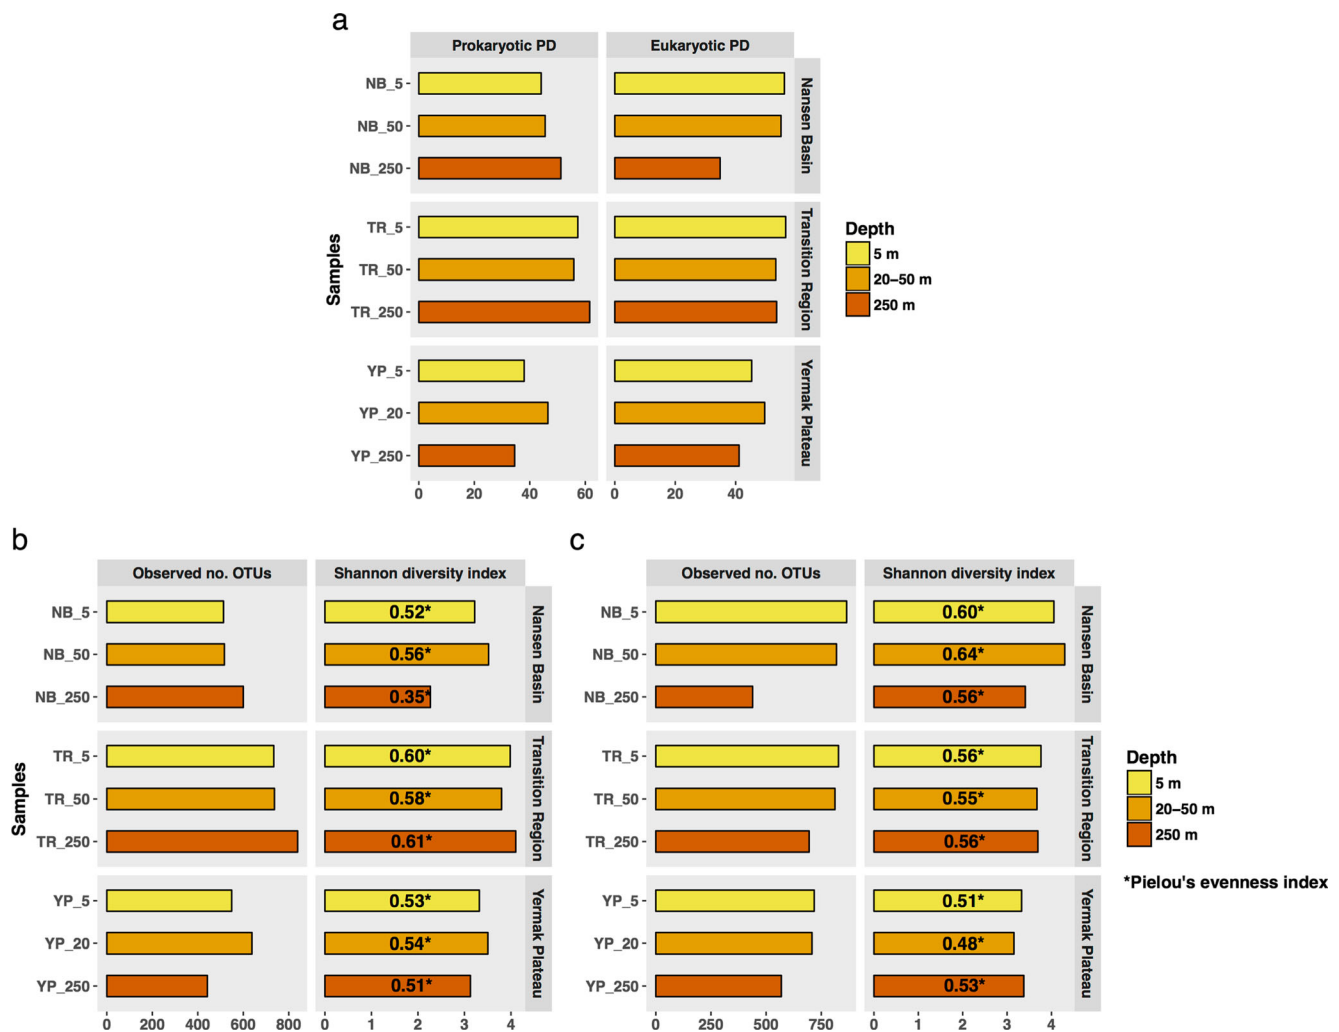 a
Prokaryotic PD
Eukaryotic PD
NB_5
NB_50
NB_250
Nansen Basin
TR_5
TR_50
TR_250
Transition Region
YP_5
YP_20
YP_250
Yermak Plateau
Samples
0 20 40 60
0 20 40
Depth
5 m
20–50 m
250 m
b
Observed no. OTUs
Shannon diversity index
NB_5
0.52*
NB_50
0.56*
NB_250
0.35*
Nansen Basin
TR_5
0.60*
TR_50
0.58*
TR_250
0.61*
Transition Region
YP_5
0.53*
YP_20
0.54*
YP_250
0.51*
Yermak Plateau
Samples
0 200 400 600 800
0 1 2 3 4
c
Observed no. OTUs
Shannon diversity index
NB_5
0.60*
NB_50
0.64*
NB_250
0.56*
Nansen Basin
TR_5
0.56*
TR_50
0.55*
TR_250
0.56*
Transition Region
YP_5
0.51*
YP_20
0.48*
YP_250
0.53*
Yermak Plateau
0 250 500 750
0 1 2 3 4
Depth
5 m
20–50 m
250 m
*Pielou's evenness index